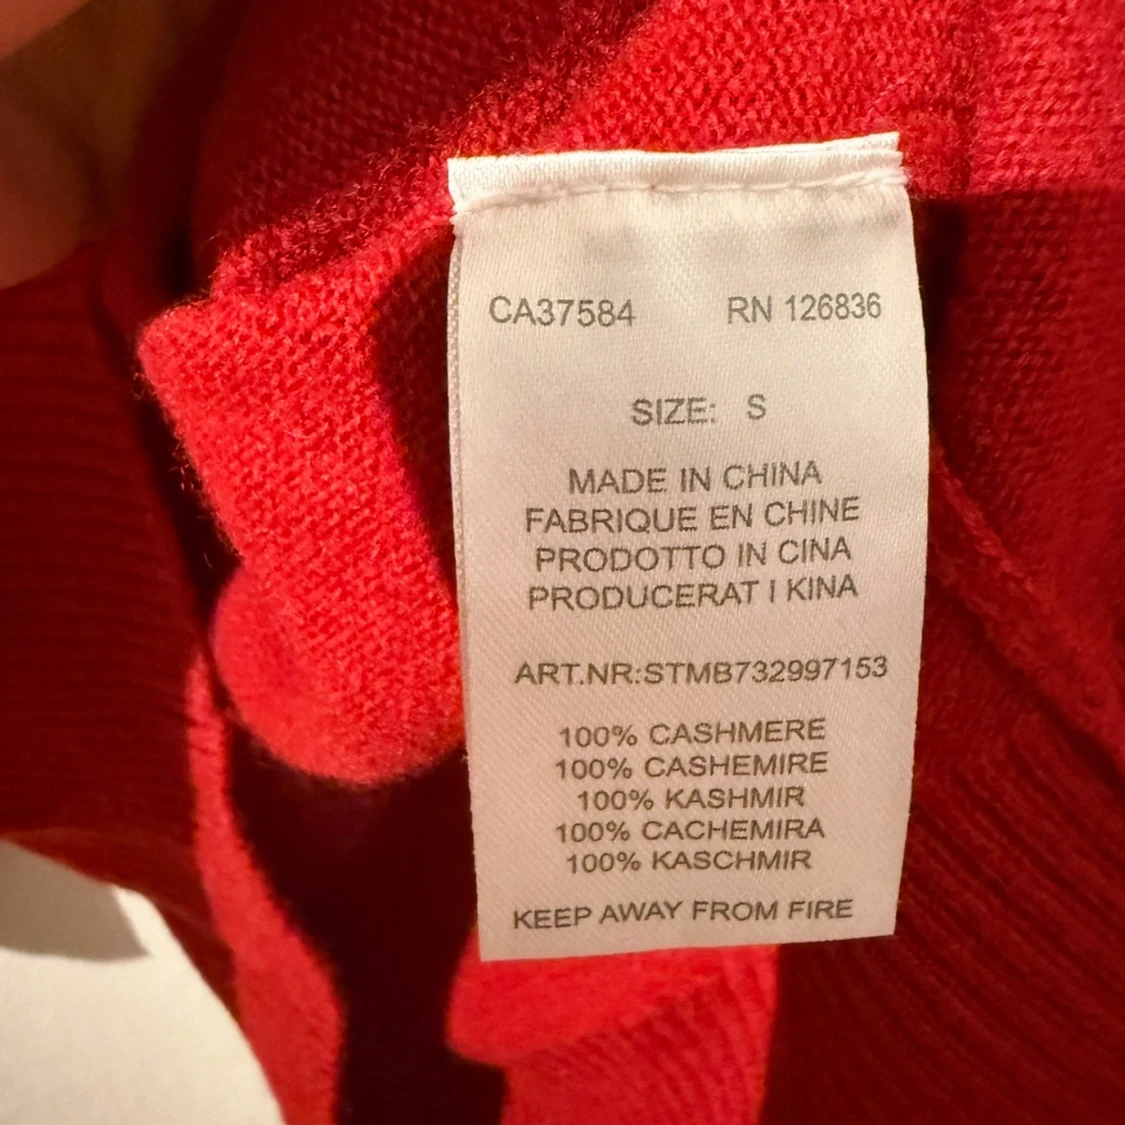 CA37584 RN 126836
SIZE: S
MADE IN CHINA
FABRIQUE EN CHINE
PRODOTTO IN CINA
PRODUCERAT I KINA
ART.NR:STMB732997153
100% CASHMERE
100% CASHEMIRE
100% KASHMIR
100% CACHEMIRA
100% KASCHMIR
KEEP AWAY FROM FIRE